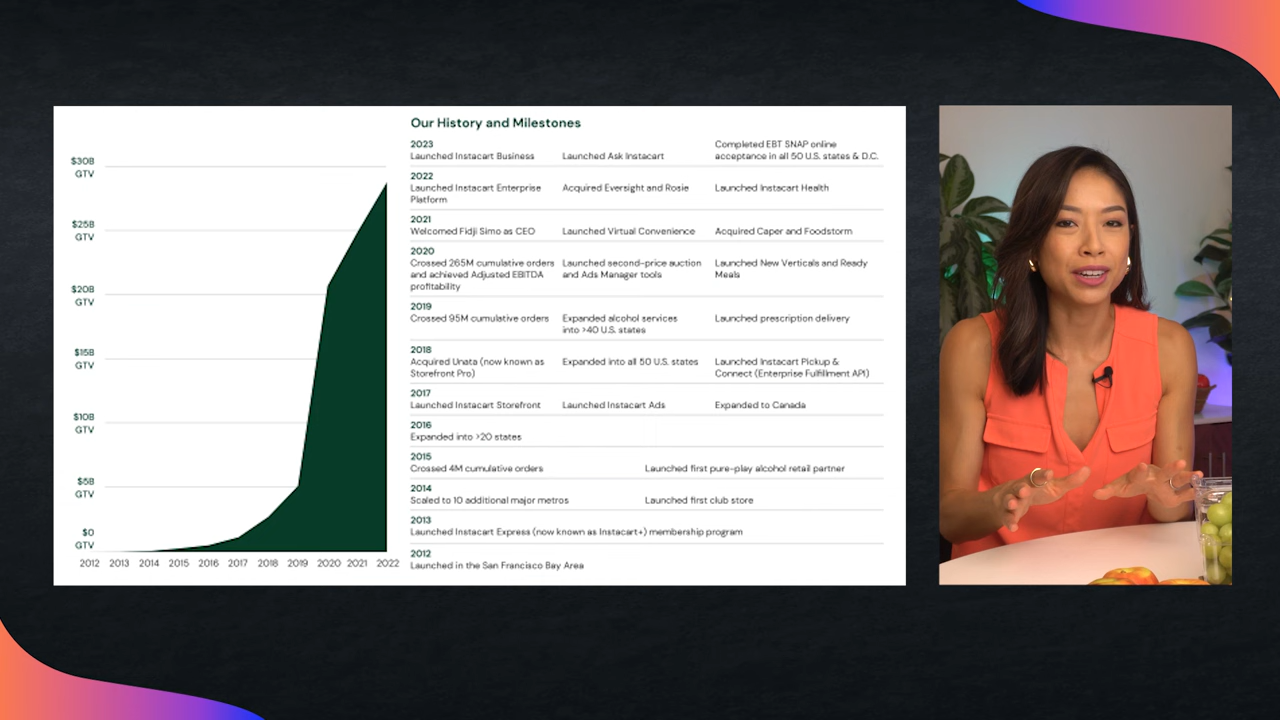 $30B
GTV
$25B
GTV
$20B
GTV
$15B
GTV
$10B
GTV
$5B
GTV
$0
GTV
2012 2013 2014 2015 2016 2017 2018 2019 2020 2021 2022
Our History and Milestones
2023
Launched Instacart Business
Launched Ask Instacart
Completed EBT SNAP online
acceptance in all 50 U.S. states & D.C.
2022
Launched Instacart Enterprise
Platform
Acquired Eversight and Rosie
Launched Instacart Health
2021
Welcomed Fidji Simo as CEO
Launched Virtual Convenience
Acquired Caper and Foodstorm
2020
Crossed 265M cumulative orders
and achieved Adjusted EBITDA
profitability
Launched second-price auction
and Ads Manager tools
Launched New Verticals and Ready
Meals
2019
Crossed 95M cumulative orders
Expanded alcohol services
into >40 U.S. states
Launched prescription delivery
2018
Acquired Unata (now known as
Storefront Pro)
Expanded into all 50 U.S. states
Launched Instacart Pickup &
Connect (Enterprise Fulfillment API)
2017
Launched Instacart Storefront
Launched Instacart Ads
Expanded to Canada
2016
Expanded into >20 states
2015
Crossed 4M cumulative orders
Launched first pure-play alcohol retail partner
2014
Scaled to 10 additional major metros
Launched first club store
2013
Launched Instacart Express (now known as Instacart+) membership program
2012
Launched in the San Francisco Bay Area